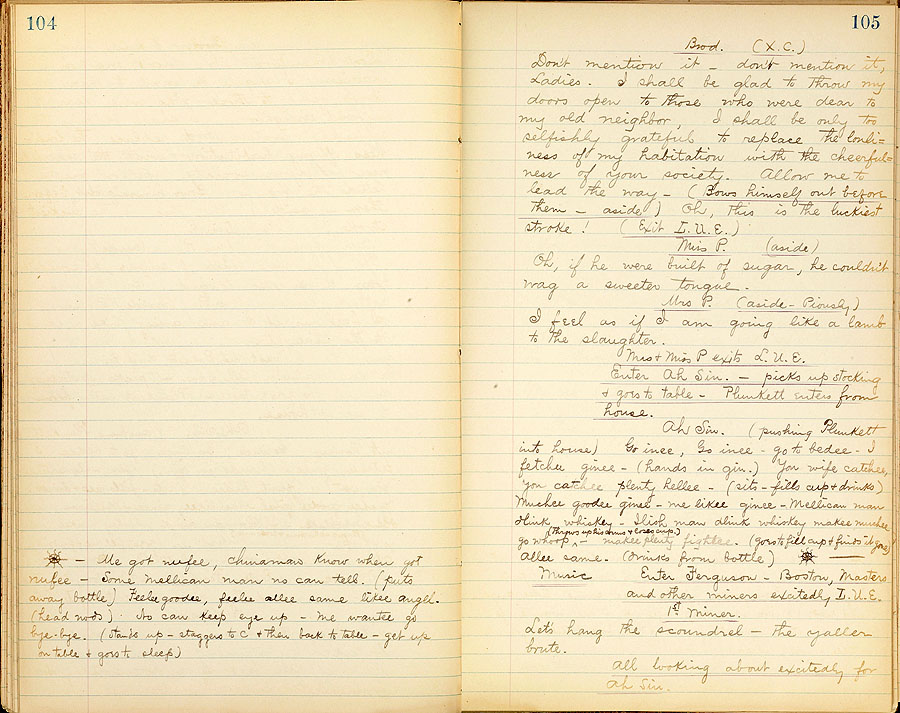 104
※ — Me got nufee, chinaman know when got
nufee — Some Mellican man no can tell. (puts
away bottle) Feelee goodee, feelee allee same likee angel.
(head nods) No can keep eye up — me wantee go
bye-bye. (Stands up — staggers to C & then back to table — get up
on table & goes to sleep)
105
Brod. (X.C.)
Don't mention it — don't mention it,
Ladies. I shall be glad to throw my
doors open to those who were dear to
my old neighbor, I shall be only too
selfishly grateful to replace the lonli=
ness of my habitation with the cheerful=
ness of your society. Allow me to
lead the way — (Bows himself out before
them — aside) Oh, this is the luckiest
stroke! (Exit L.U.E.)
Miss P. (aside)
Oh, if he were built of sugar, he couldn't
wag a sweeter tongue.
Mrs P. (aside — Piously)
I feel as if I am going like a lamb
to the slaughter.
Mrs & Miss P exits L.U.E.
Enter Ah Sin. — picks up stocking
& goes to table — Plunkett enters from
house.
Ah Sin. (pushing Plunkett
into house) Go inee, Go inee — go to bedee — I
fetchee ginee — (hands in gin.) You wife catchee,
you catchee plenty hellee — (sits — fills cup & drinks)
Muchee goodee ginee — me likee ginee — Mellican man
dlink whiskey — Ilish man dlink whiskey makee muchee
(Throws up his arms & loses cup.)
go whoop, — makee plenty fightee. (goes to fill cup & finds it gone)
Allee same. (drinks from bottle) ※
Music Enter Ferguson — Boston, Masters
and other miners excitedly L.U.E.
1st Miner.
Let's hang the scoundrel — the yaller
brute.
All looking about excitedly for
Ah Sin.